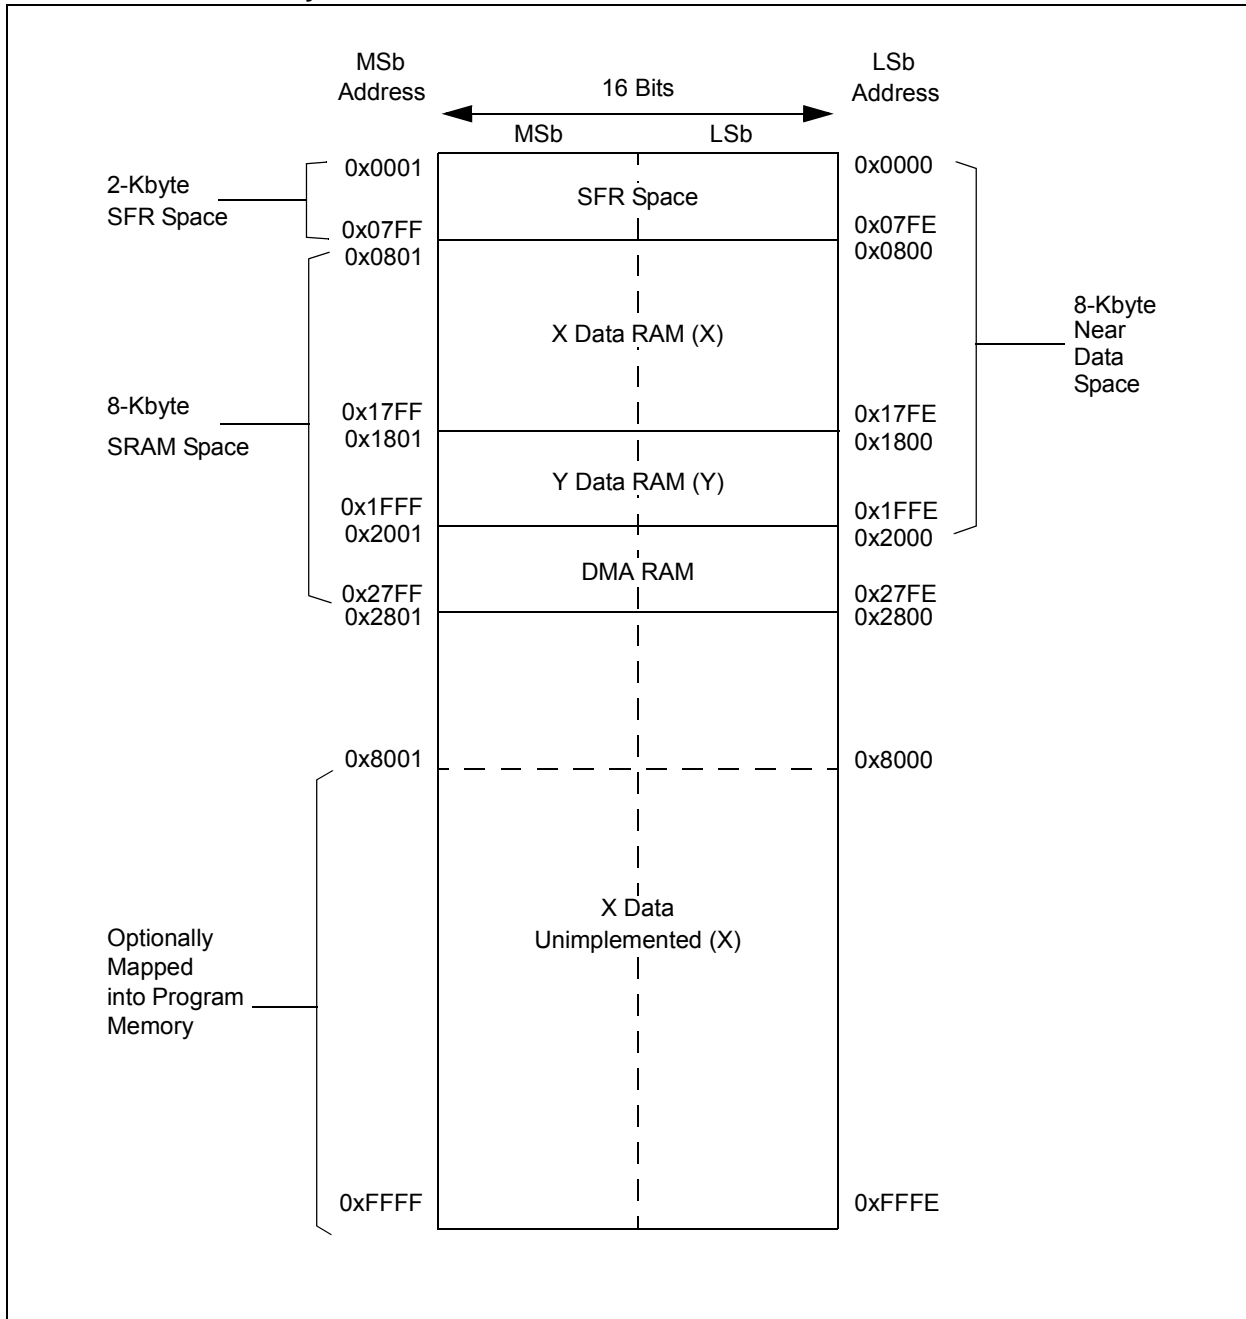 MSb
Address
16 Bits
LSb
Address
MSb
LSb
0x0001
0x0000
2-Kbyte
SFR Space
SFR Space
0x07FF
0x07FE
0x0801
0x0800
8-Kbyte
Near
Data
Space
X Data RAM (X)
8-Kbyte
SRAM Space
0x17FF
0x17FE
0x1801
0x1800
Y Data RAM (Y)
0x1FFF
0x1FFE
0x2001
0x2000
DMA RAM
0x27FF
0x27FE
0x2801
0x2800
0x8001
0x8000
X Data
Unimplemented (X)
Optionally
Mapped
into Program
Memory
0xFFFF
0xFFFE